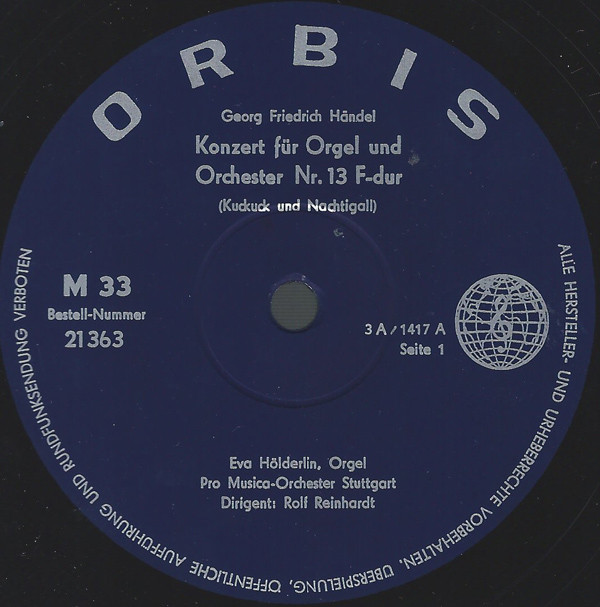 ORBIS
Georg Friedrich Händel
Konzert für Orgel und
Orchester Nr. 13 F-dur
(Kuckuck und Nachtigall)
M 33
Bestell-Nummer
21363
3 A / 1417 A
Seite 1
Eva Hölderlin, Orgel
Pro Musica-Orchester Stuttgart
Dirigent: Rolf Reinhardt
ALLE HERSTELLER- UND URHEBERRECHTE VORBEHALTEN. ÜBERSPIELUNG, ÖFFENTLICHE AUFFÜHRUNG UND RUNDFUNKSENDUNG VERBOTEN